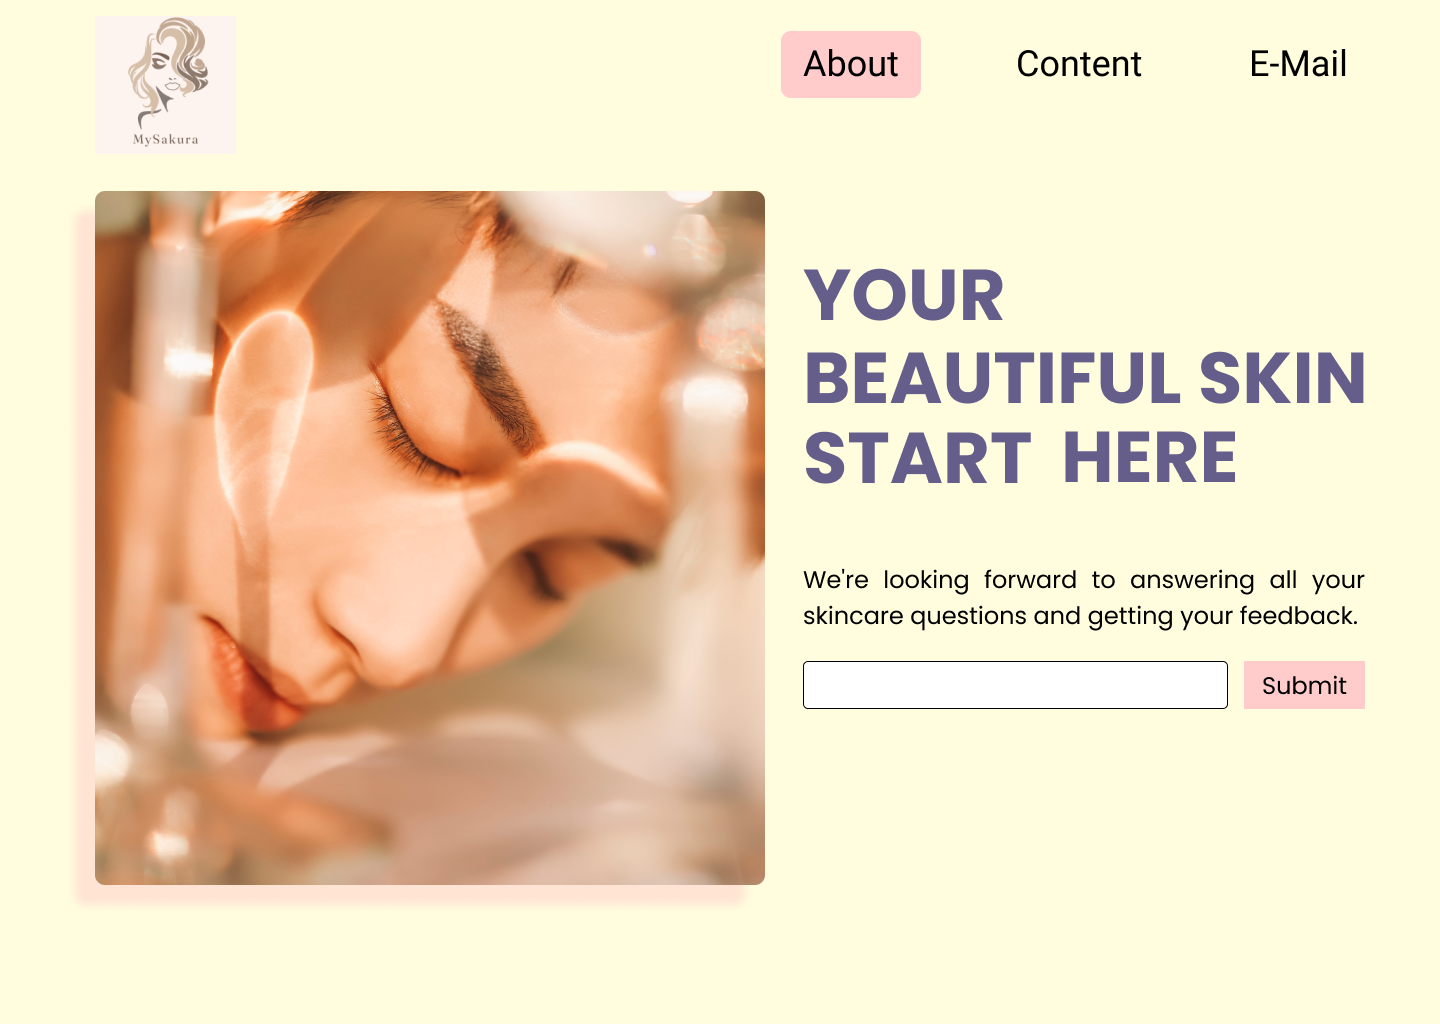 MySakura
About
Content
E-Mail
YOUR
BEAUTIFUL SKIN
START HERE
We're looking forward to answering all your
skincare questions and getting your feedback.
Submit